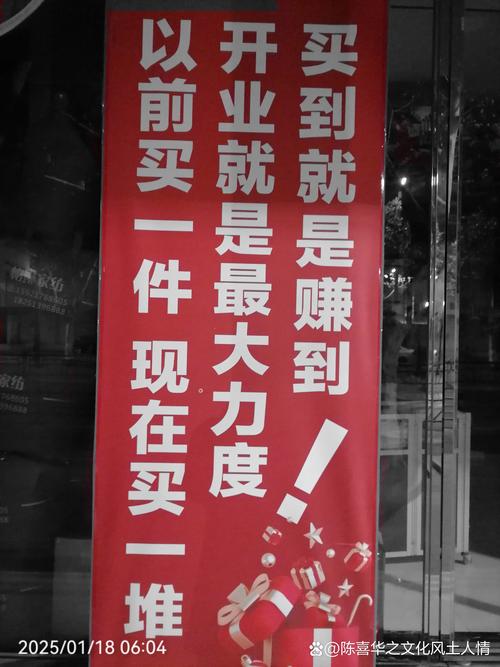 以前买一件 现在买一堆
开业就是最大力度
买到就是赚到！
家纺
2025/01/18 06:04
@陈喜华之文化风土人情